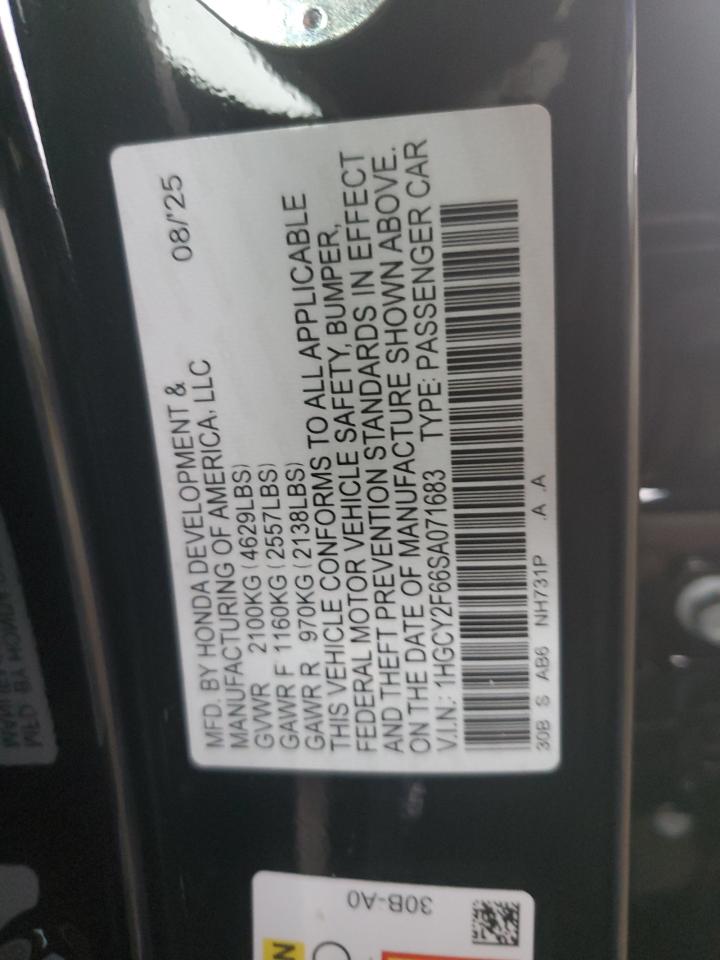 MFD. BY HONDA DEVELOPMENT & 08/'25
MANUFACTURING OF AMERICA, LLC
GVWR 2100KG (4629LBS)
GAWR F 1160KG (2557LBS)
GAWR R 970KG (2138LBS)
THIS VEHICLE CONFORMS TO ALL APPLICABLE
FEDERAL MOTOR VEHICLE SAFETY, BUMPER,
AND THEFT PREVENTION STANDARDS IN EFFECT
ON THE DATE OF MANUFACTURE SHOWN ABOVE.
V.I.N.: 1HGCY2F66SA071683 TYPE: PASSENGER CAR
30B S AB6 NH731P .A .A
30B-A0